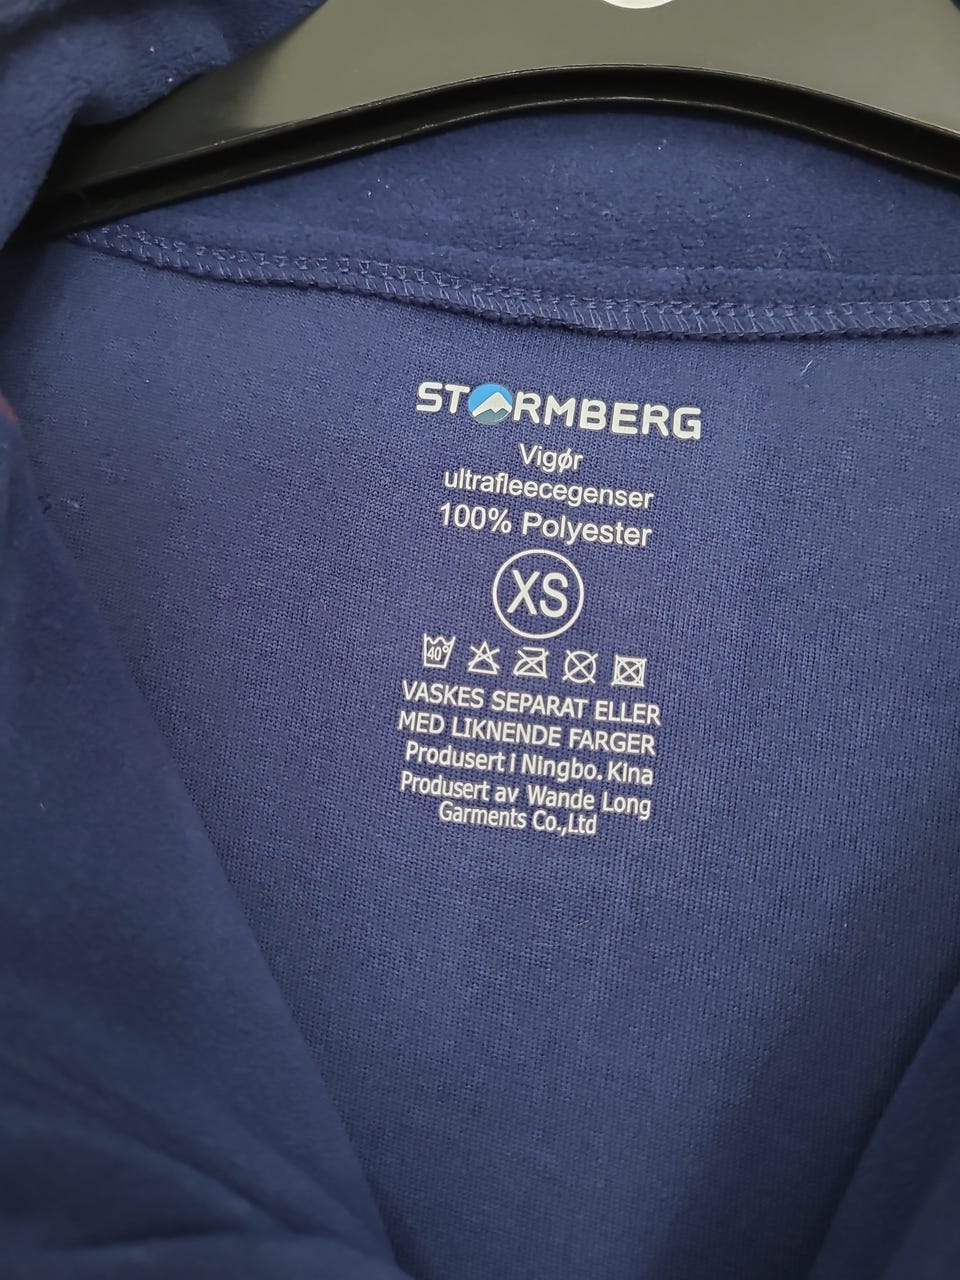 STORMBERG
Vigør
ultrafleecegenser
100% Polyester
XS
40°
VASKES SEPARAT ELLER
MED LIKNENDE FARGER
Produsert i Ningbo. Kina
Produsert av Wande Long
Garments Co.,Ltd